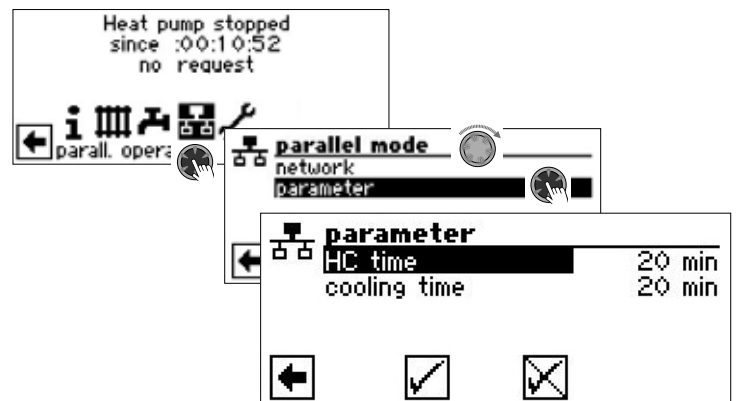 Heat pump stopped
since :00:10:52
no request
parall. opera
parallel mode
network
parameter
parameter
HC time 20 min
cooling time 20 min